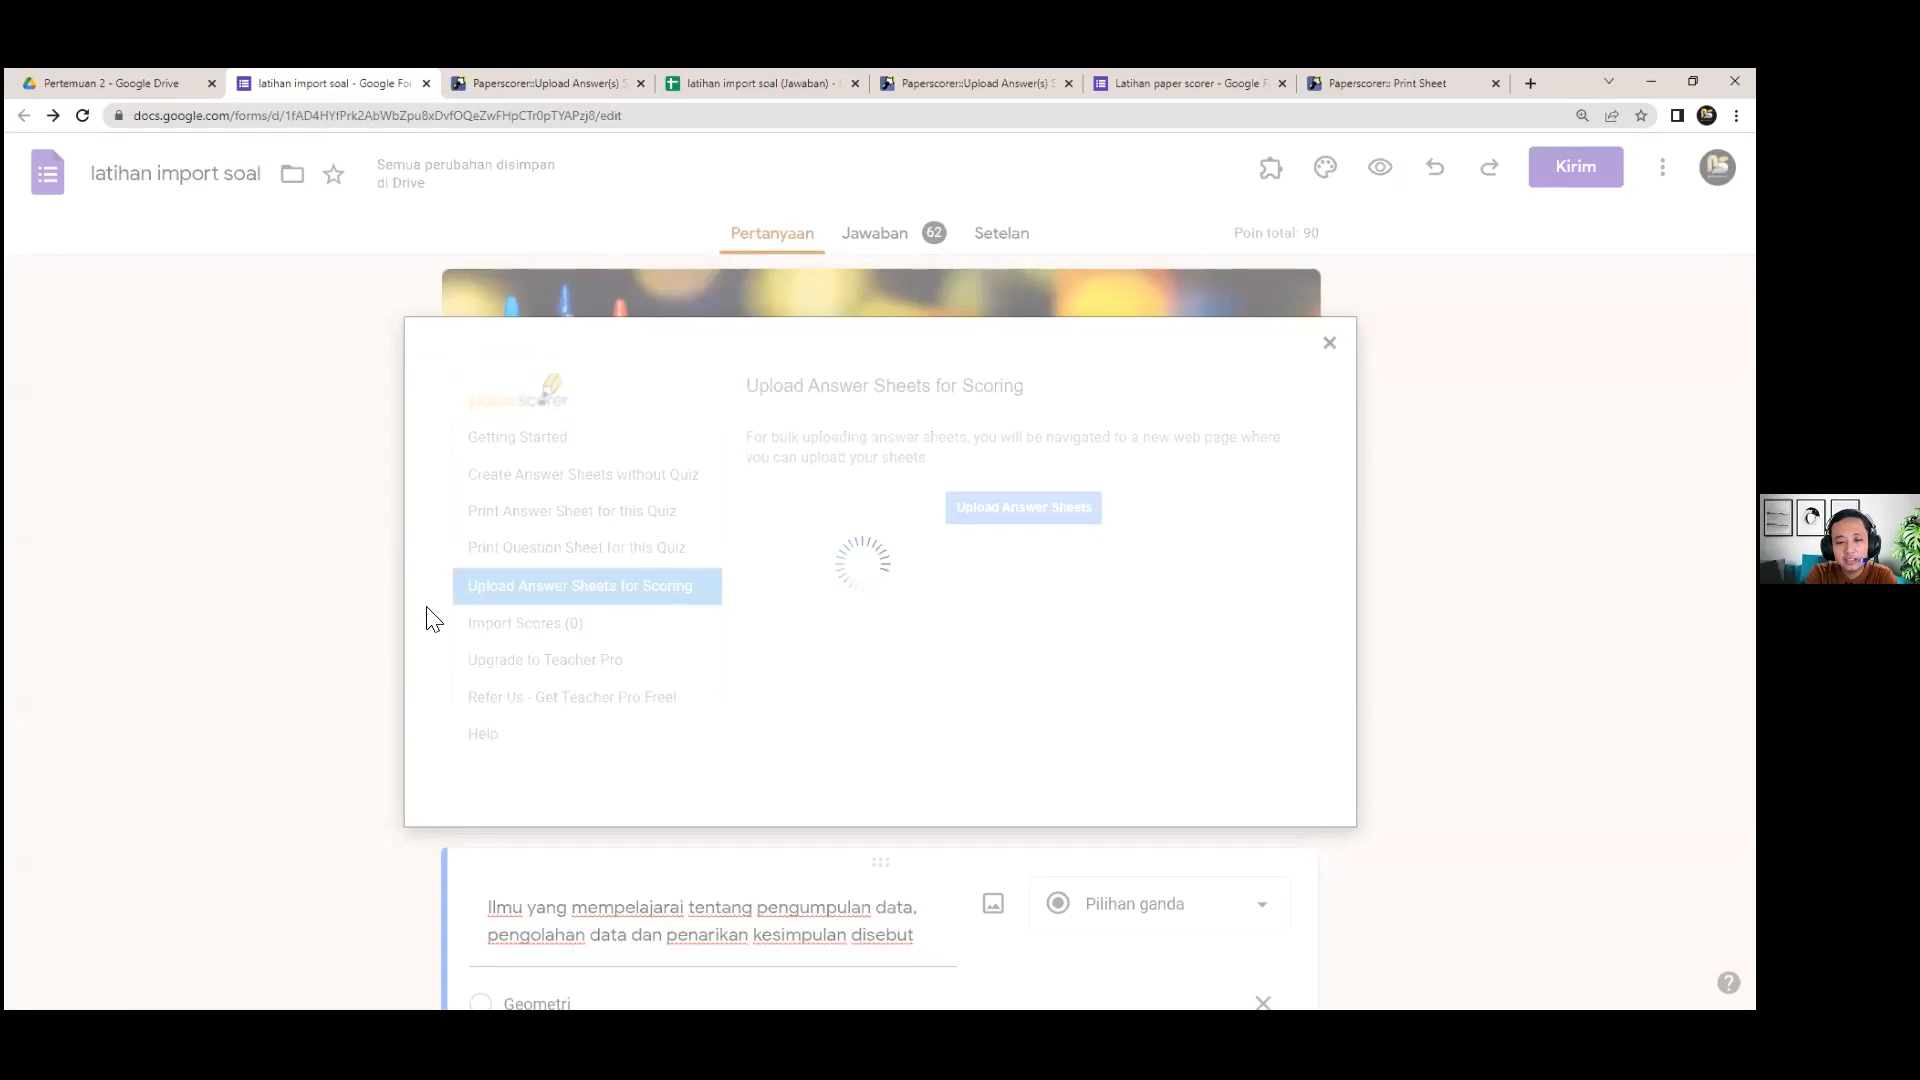 Pertemuan 2 - Google Drive
latihan import soal - Google Fo
Paperscorer::Upload Answer(s) S
latihan import soal (Jawaban) -
Paperscorer::Upload Answer(s) S
Latihan paper scorer - Google F
Paperscorer:: Print Sheet
docs.google.com/forms/d/1fAD4HYfPrk2AbWbZpu8xDvfOQeZwFHpCTr0pTYAPzj8/edit
latihan import soal
Semua perubahan disimpan
di Drive
Kirim
Pertanyaan
Jawaban 62
Setelan
Poin total: 90
paperscorer
Upload Answer Sheets for Scoring
For bulk uploading answer sheets, you will be navigated to a new web page where
you can upload your sheets.
Upload Answer Sheets
Getting Started
Create Answer Sheets without Quiz
Print Answer Sheet for this Quiz
Print Question Sheet for this Quiz
Upload Answer Sheets for Scoring
Import Scores (0)
Upgrade to Teacher Pro
Refer Us - Get Teacher Pro Free!
Help
Ilmu yang mempelajarai tentang pengumpulan data,
pengolahan data dan penarikan kesimpulan disebut
Pilihan ganda
Geometri